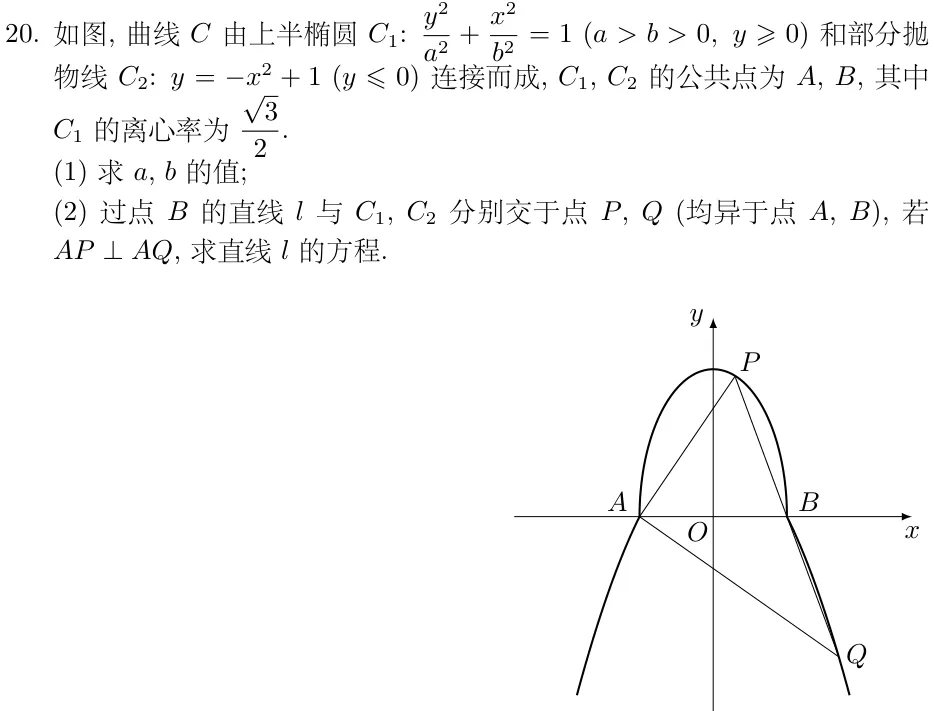 20. 如图, 曲线 C 由上半椭圆 C₁: y²/a² + x²/b² = 1 (a > b > 0, y ⩾ 0) 和部分抛
物线 C₂: y = −x² + 1 (y ⩽ 0) 连接而成, C₁, C₂ 的公共点为 A, B, 其中
C₁ 的离心率为 √3/2.
(1) 求 a, b 的值;
(2) 过点 B 的直线 l 与 C₁, C₂ 分别交于点 P, Q (均异于点 A, B), 若
AP ⊥ AQ, 求直线 l 的方程.
y
P
A
B
O
x
Q